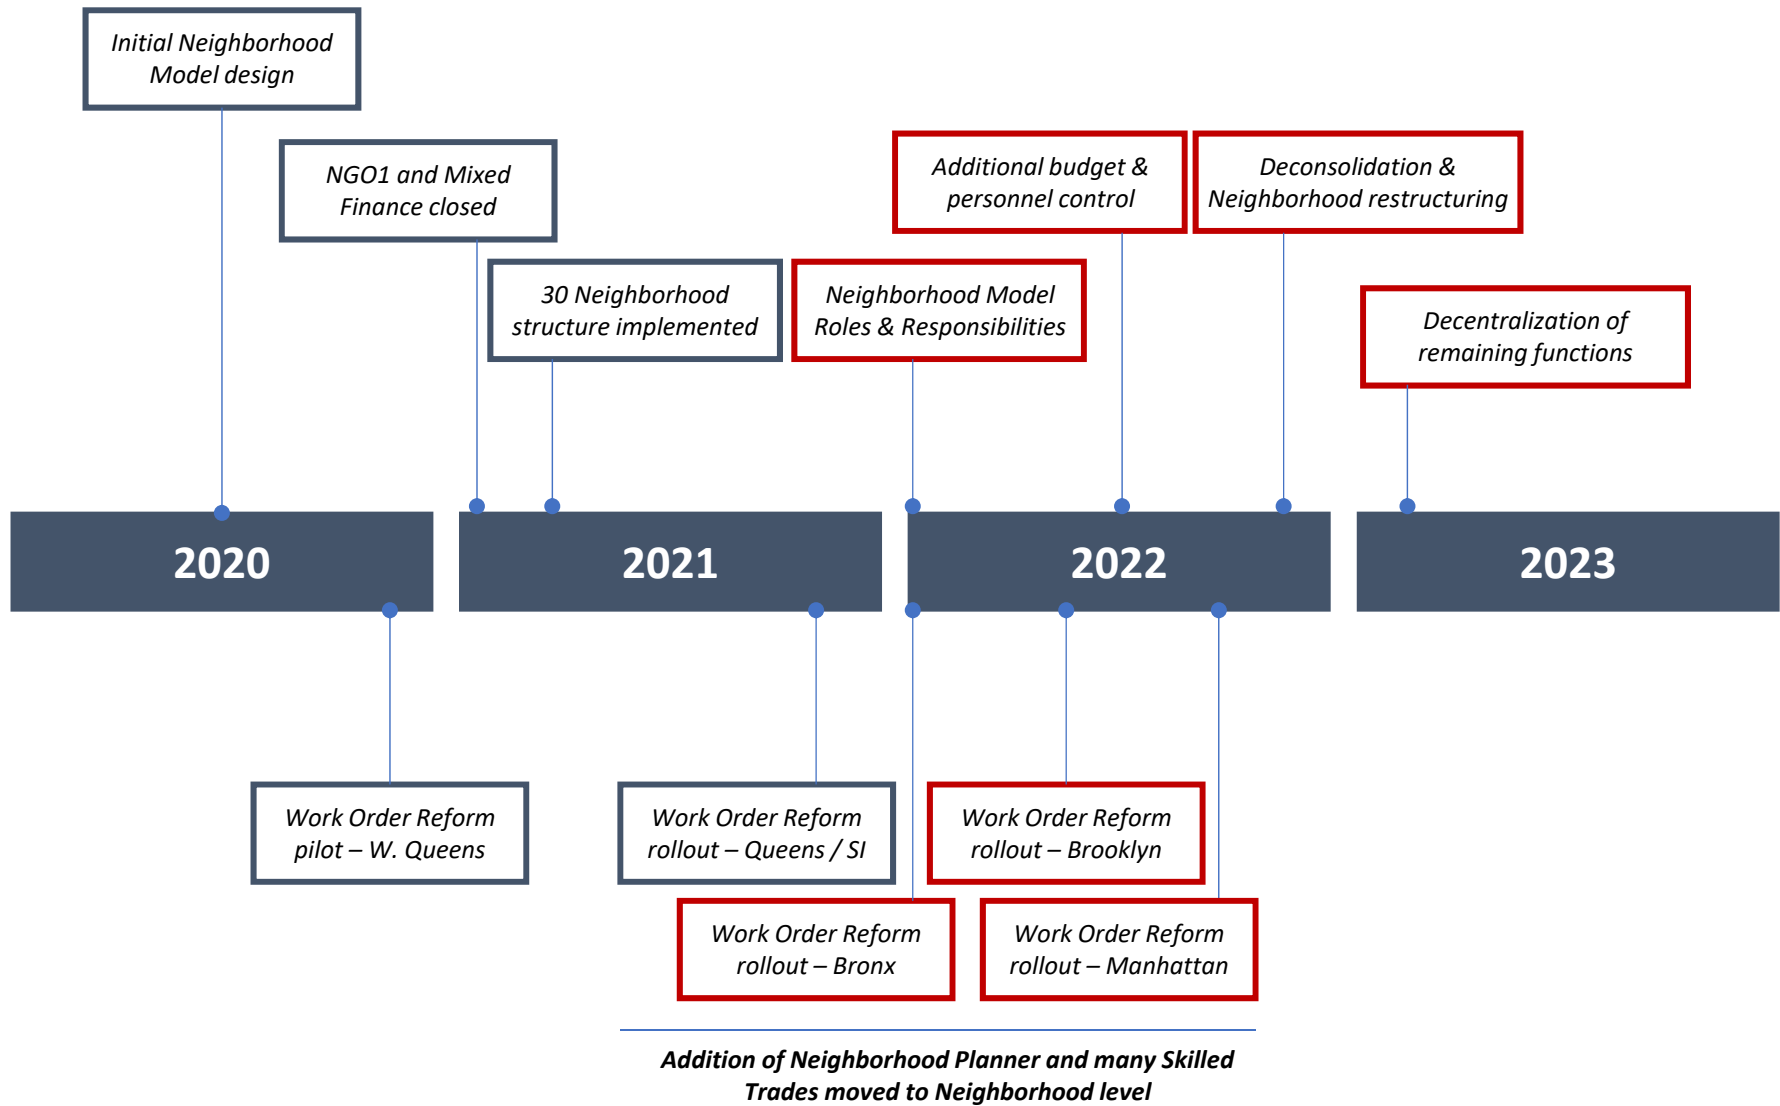 Initial Neighborhood
Model design
NGO1 and Mixed
Finance closed
30 Neighborhood
structure implemented
Neighborhood Model
Roles & Responsibilities
Additional budget &
personnel control
Deconsolidation &
Neighborhood restructuring
Decentralization of
remaining functions
2020
2021
2022
2023
Work Order Reform
pilot – W. Queens
Work Order Reform
rollout – Queens / SI
Work Order Reform
rollout – Brooklyn
Work Order Reform
rollout – Bronx
Work Order Reform
rollout – Manhattan
Addition of Neighborhood Planner and many Skilled
Trades moved to Neighborhood level